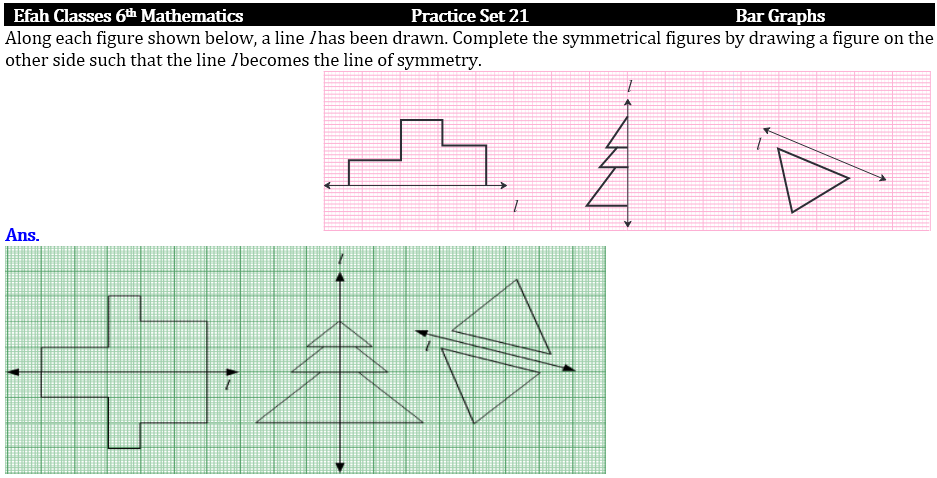 Efah Classes 6th Mathematics Practice Set 21 Bar Graphs
Along each figure shown below, a line l has been drawn. Complete the symmetrical figures by drawing a figure on the
other side such that the line l becomes the line of symmetry.
l
l
l
Ans.
l
l
l